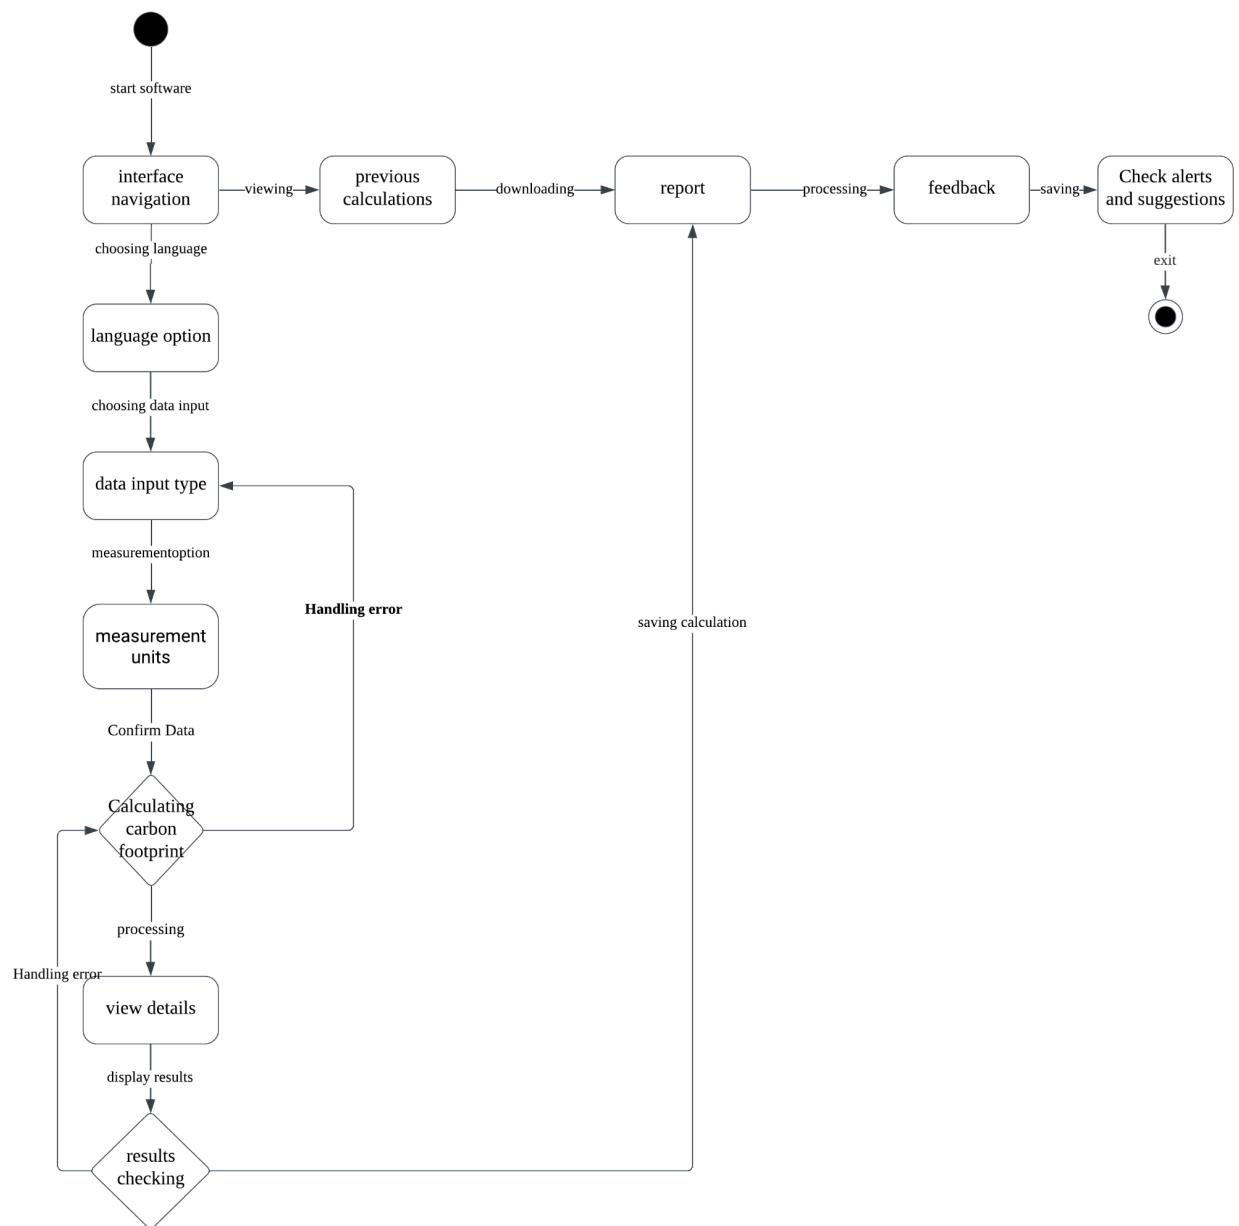 start software
interface
navigation
viewing
previous
calculations
downloading
report
processing
feedback
saving
Check alerts
and suggestions
choosing language
exit
language option
choosing data input
data input type
measurementoption
Handling error
saving calculation
measurement
units
Confirm Data
Calculating
carbon
footprint
processing
Handling error
view details
display results
results
checking